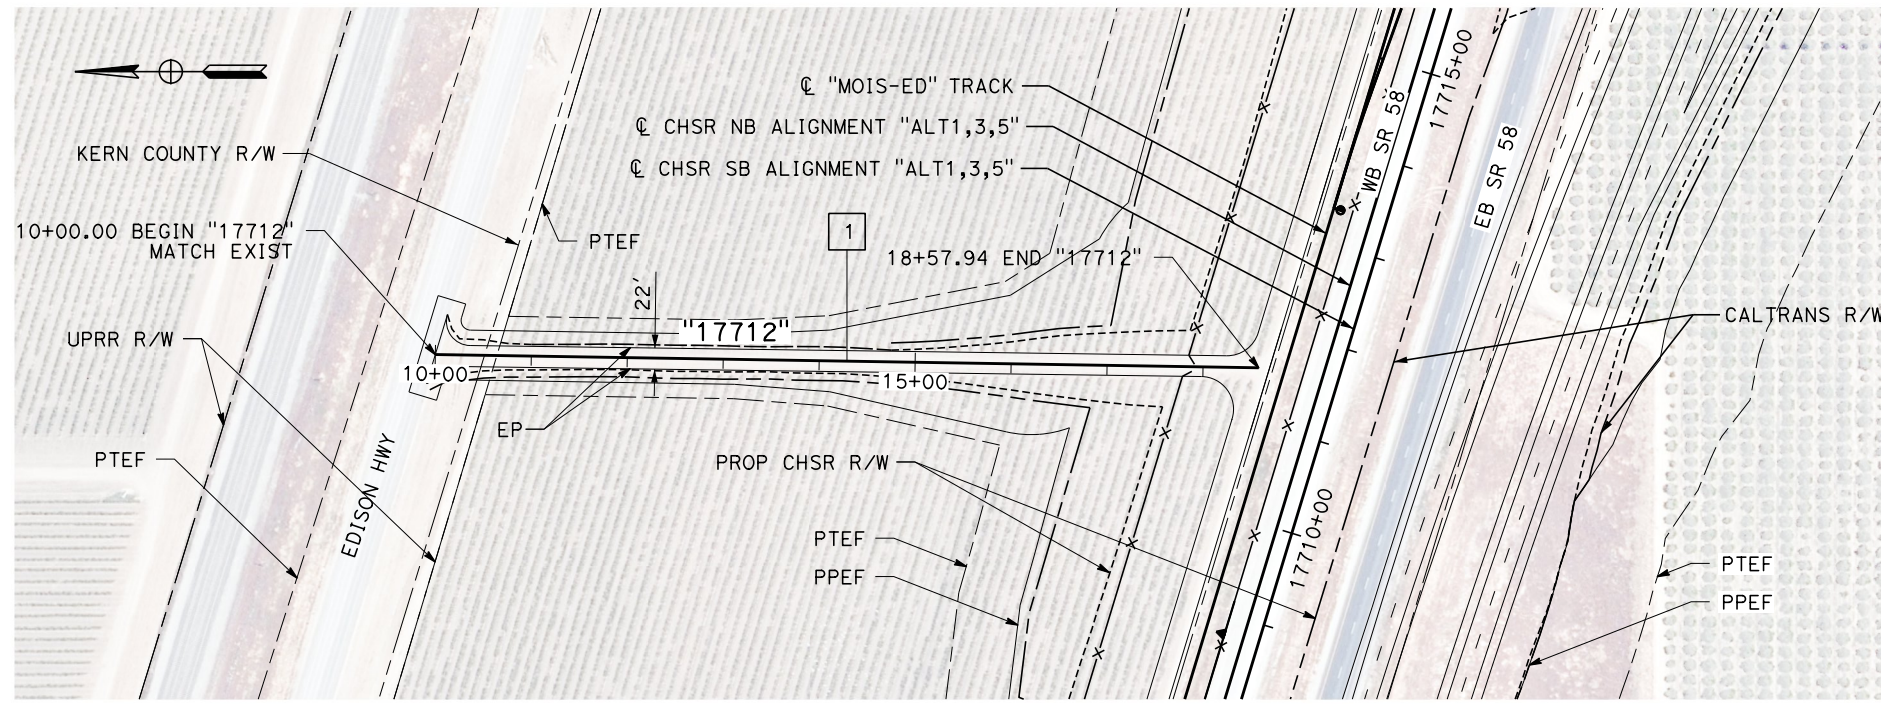 ℄ "MOIS-ED" TRACK
℄ CHSR NB ALIGNMENT "ALT1,3,5"
℄ CHSR SB ALIGNMENT "ALT1,3,5"
KERN COUNTY R/W
10+00.00 BEGIN "17712"
MATCH EXIST
PTEF
1
18+57.94 END "17712"
22'
"17712"
UPRR R/W
10+00
15+00
EP
PTEF
EDISON HWY
PROP CHSR R/W
PTEF
PPEF
WB SR 58
17715+00
EB SR 58
CALTRANS R/W
17710+00
PTEF
PPEF